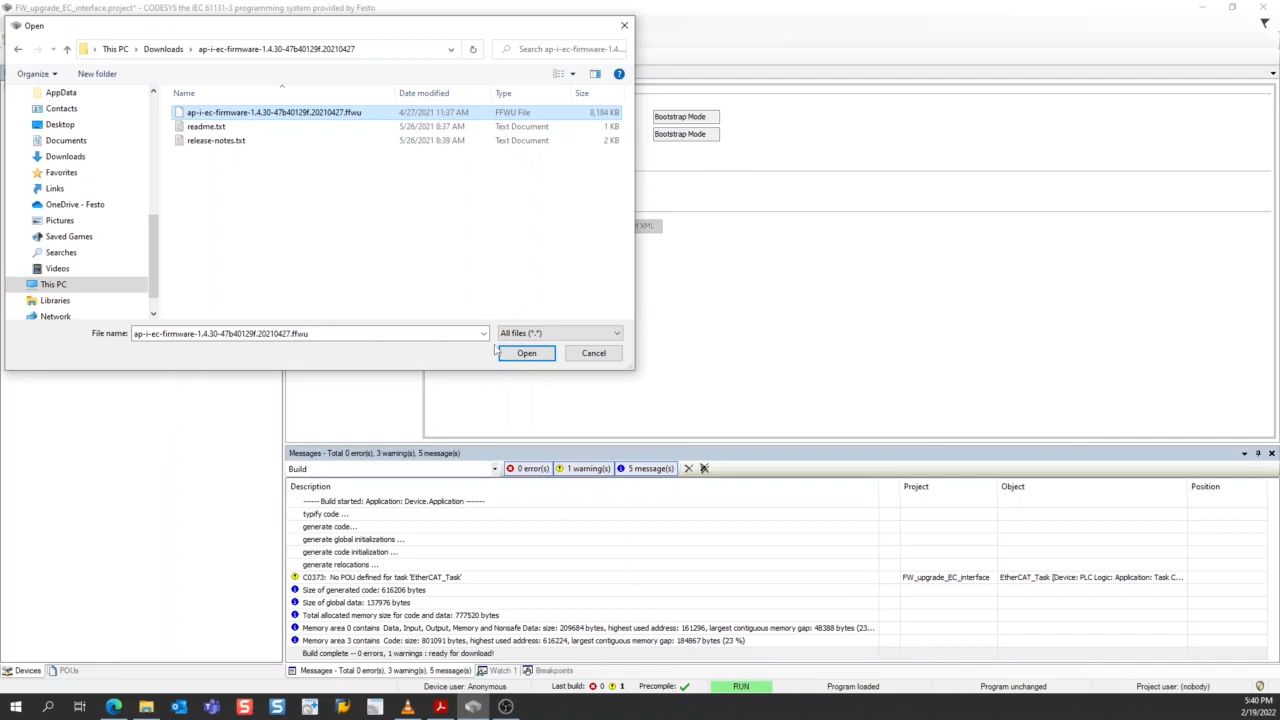 FW_upgrade_EC_interface.project* - CODESYS the IEC 61131-3 programming system provided by Festo
Open
This PC > Downloads > ap-i-ec-firmware-1.4.30-47b40129f.20210427
Search ap-i-ec-firmware-1.4....
Organize
New folder
Name
Date modified
Type
Size
AppData
Contacts
Desktop
Documents
Downloads
Favorites
Links
OneDrive - Festo
Pictures
Saved Games
Searches
Videos
This PC
Libraries
Network
ap-i-ec-firmware-1.4.30-47b40129f.20210427.ffwu 4/27/2021 11:37 AM FFWU File 8,184 KB
readme.txt 5/26/2021 8:37 AM Text Document 1 KB
release-notes.txt 5/26/2021 8:39 AM Text Document 2 KB
File name: ap-i-ec-firmware-1.4.30-47b40129f.20210427.ffwu
All files (*.*)
Open
Cancel
Bootstrap Mode
Bootstrap Mode
XML
Messages - Total 0 error(s), 3 warning(s), 5 message(s)
Build
0 error(s)
1 warning(s)
5 message(s)
Description Project Object Position
------Build started: Application: Device.Application -------
typify code ...
generate code...
generate global initializations ...
generate code initialization ...
generate relocations ...
C0373: No POU defined for task 'EtherCAT_Task' FW_upgrade_EC_interface EtherCAT_Task [Device: PLC Logic: Application: Task C...
Size of generated code: 616206 bytes
Size of global data: 137976 bytes
Total allocated memory size for code and data: 777520 bytes
Memory area 0 contains Data, Input, Output, Memory and Nonsafe Data: size: 209684 bytes, highest used address: 161296, largest contiguous memory gap: 48388 bytes (23...
Memory area 3 contains Code: size: 801091 bytes, highest used address: 616224, largest contiguous memory gap: 184867 bytes (23 %)
Build complete -- 0 errors, 1 warnings : ready for download!
Devices
POUs
Messages - Total 0 error(s), 3 warning(s), 5 message(s)
Watch 1
Breakpoints
Device user: Anonymous
Last build: 0 1
Precompile:
RUN
Program loaded
Program unchanged
Project user: (nobody)
5:40 PM
2/19/2022